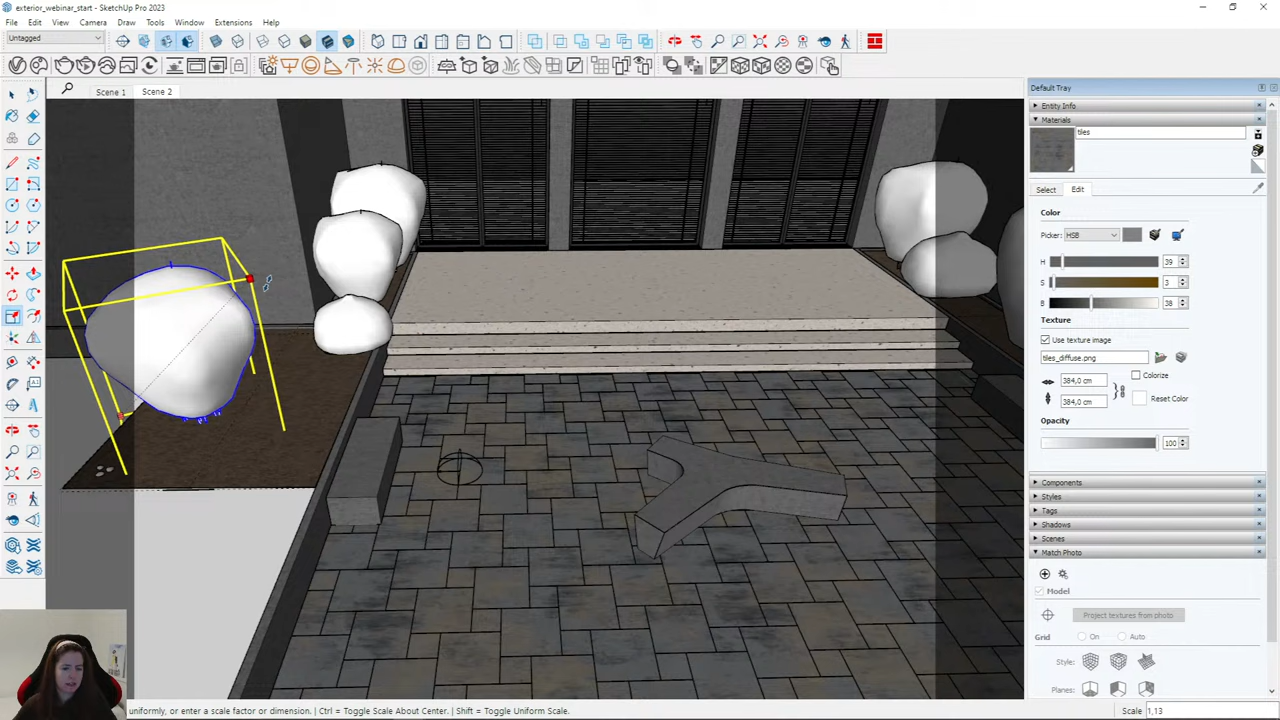 exterior_webinar_start - SketchUp Pro 2023
File Edit View Camera Draw Tools Window Extensions Help
Untagged
Scene 1 Scene 2
Default Tray
Entity Info
Materials
tiles
Select Edit
Color
Picker: HSB
H 39
S 3
B 38
Texture
Use texture image
tiles_diffuse.png
Colorize
384,0 cm
384,0 cm
Reset Color
Opacity
100
Components
Styles
Tags
Shadows
Scenes
Match Photo
Model
Project textures from photo
Grid On Auto
Style:
Planes:
uniformly, or enter a scale factor or dimension. | Ctrl = Toggle Scale About Center. | Shift = Toggle Uniform Scale. Scale 1,13